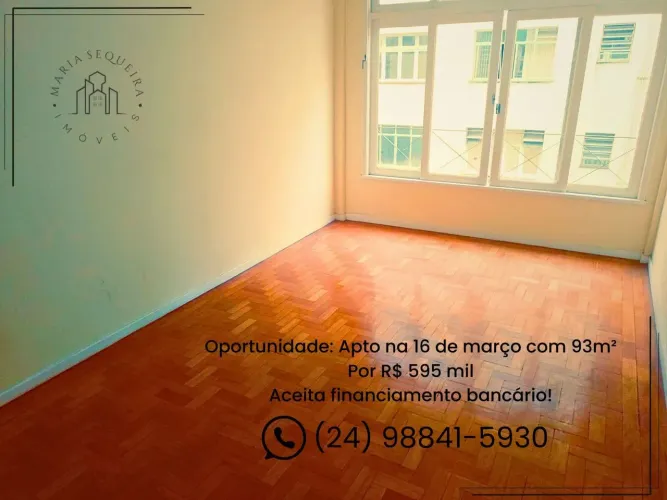 MARIA SEQUEIRA
IMÓVEIS
Oportunidade: Apto na 16 de março com 93m²
Por R$ 595 mil
Aceita financiamento bancário!
(24) 98841-5930